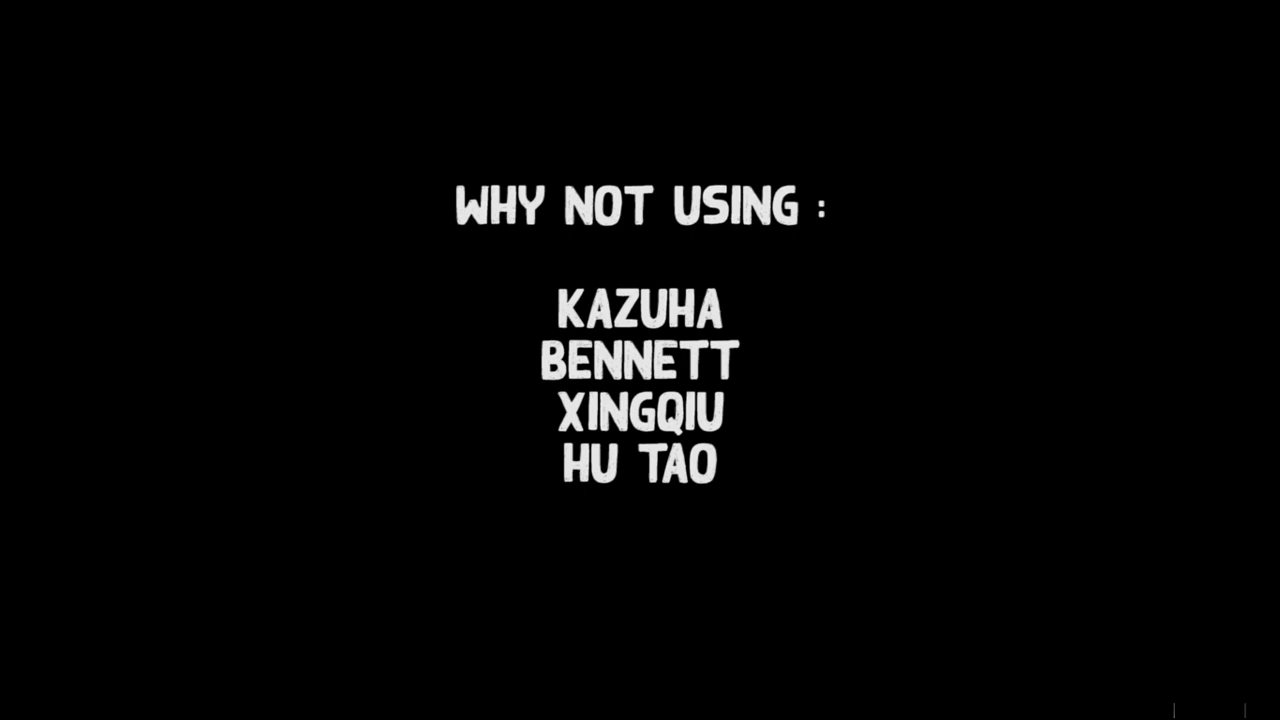 WHY NOT USING :
KAZUHA
BENNETT
XINGQIU
HU TAO